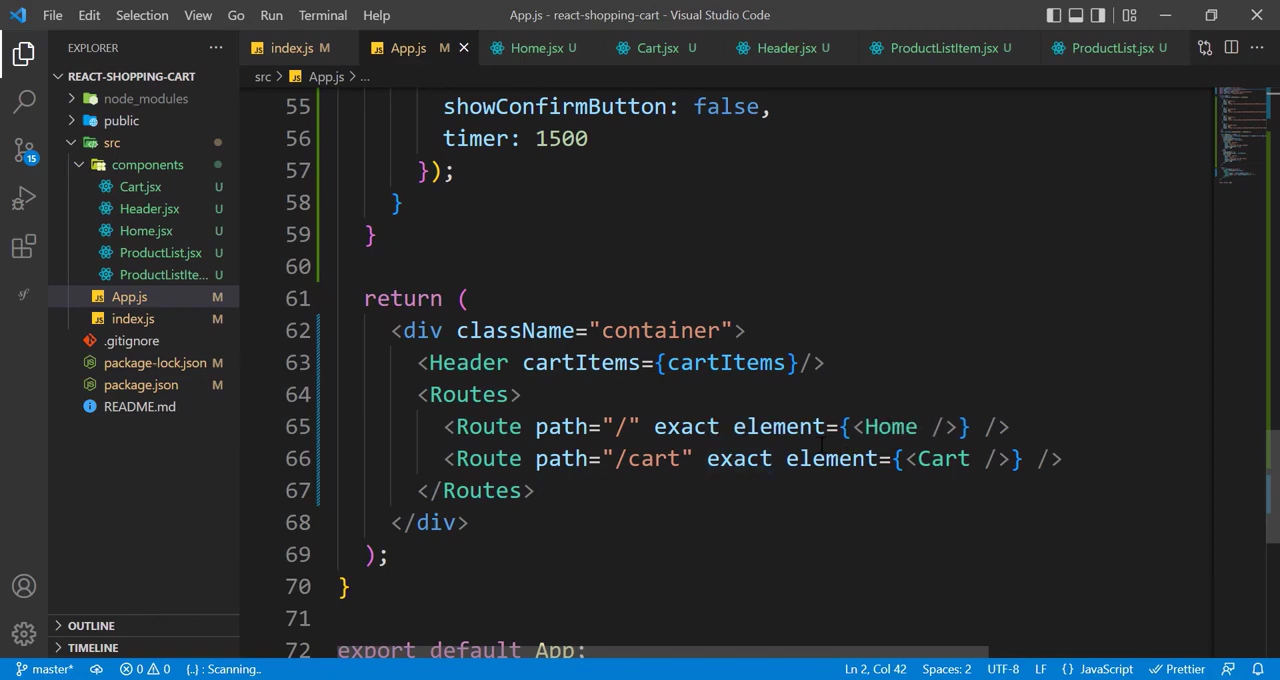 File Edit Selection View Go Run Terminal Help App.js - react-shopping-cart - Visual Studio Code
EXPLORER
REACT-SHOPPING-CART
node_modules
public
src
components
Cart.jsx U
Header.jsx U
Home.jsx U
ProductList.jsx U
ProductListIte... U
App.js M
index.js M
.gitignore
package-lock.json M
package.json M
README.md
OUTLINE
TIMELINE
15
index.js M App.js M Home.jsx U Cart.jsx U Header.jsx U ProductListItem.jsx U ProductList.jsx U
src > App.js > ...
55 showConfirmButton: false,
56 timer: 1500
57 });
58 }
59 }
60
61 return (
62 <div className="container">
63 <Header cartItems={cartItems}/>
64 <Routes>
65 <Route path="/" exact element={<Home />} />
66 <Route path="/cart" exact element={<Cart />} />
67 </Routes>
68 </div>
69 );
70 }
71
72 export default App;
master* 0 0 {..} : Scanning.. Ln 2, Col 42 Spaces: 2 UTF-8 LF {} JavaScript Prettier